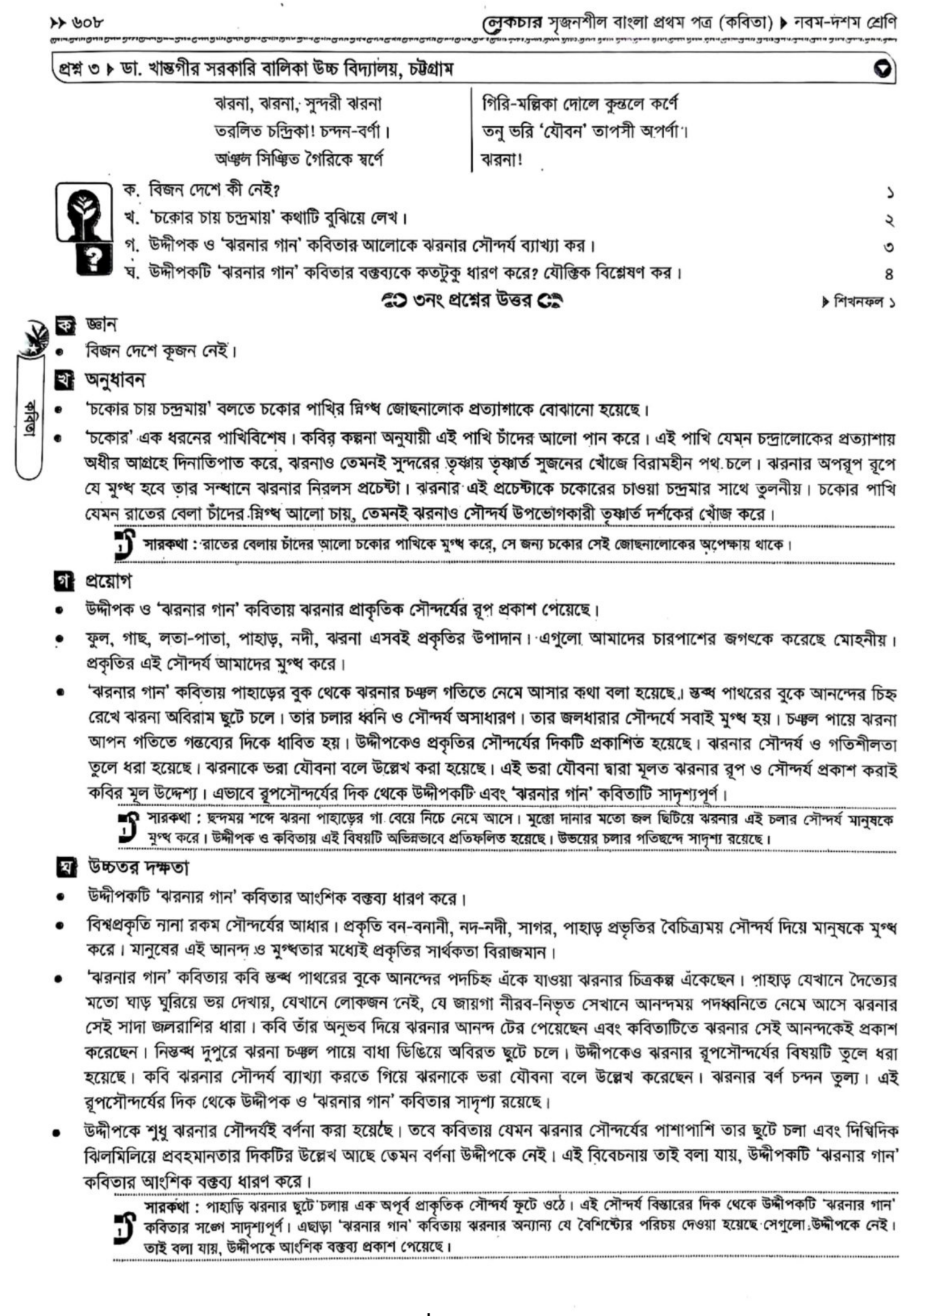 >> ৬০৮
লেকচার সৃজনশীল বাংলা প্রথম পত্র (কবিতা) ▶ নবম-দশম শ্রেণি
প্রশ্ন ৩ ▶ ডা. খাস্তগীর সরকারি বালিকা উচ্চ বিদ্যালয়, চট্টগ্রাম
ঝরনা, ঝরনা, সুন্দরী ঝরনা
তরলিত চন্দ্রিকা! চন্দন-বর্ণা।
অঞ্চল সিঞ্চিত গৈরিকে স্বর্ণে
গিরি-মল্লিকা দোলে কুন্তলে কর্ণে
তনু ভরি ‘যৌবন’ তাপসী অপর্ণা।
ঝরনা!
ক. বিজন দেশে কী নেই? ১
খ. ‘চকোর চায় চন্দ্রমায়’ কথাটি বুঝিয়ে লেখ। ২
গ. উদ্দীপক ও ‘ঝরনার গান’ কবিতার আলোকে ঝরনার সৌন্দর্য ব্যাখ্যা কর। ৩
ঘ. উদ্দীপকটি ‘ঝরনার গান’ কবিতার বক্তব্যকে কতটুকু ধারণ করে? যৌক্তিক বিশ্লেষণ কর। ৪
৩নং প্রশ্নের উত্তর
▶ শিখনফল ১
কবিতা
ক জ্ঞান
• বিজন দেশে কূজন নেই।
খ অনুধাবন
• ‘চকোর চায় চন্দ্রমায়’ বলতে চকোর পাখির স্নিগ্ধ জোছনালোক প্রত্যাশাকে বোঝানো হয়েছে।
• ‘চকোর’ এক ধরনের পাখিবিশেষ। কবির কল্পনা অনুযায়ী এই পাখি চাঁদের আলো পান করে। এই পাখি যেমন চন্দ্রালোকের প্রত্যাশায়
অধীর আগ্রহে দিনাতিপাত করে, ঝরনাও তেমনই সুন্দরের তৃষ্ণায় তৃষ্ণার্ত সুজনের খোঁজে বিরামহীন পথ চলে। ঝরনার অপরূপ রূপে
যে মুগ্ধ হবে তার সন্ধানে ঝরনার নিরলস প্রচেষ্টা। ঝরনার এই প্রচেষ্টাকে চকোরের চাওয়া চন্দ্রমার সাথে তুলনীয়। চকোর পাখি
যেমন রাতের বেলা চাঁদের স্নিগ্ধ আলো চায়, তেমনই ঝরনাও সৌন্দর্য উপভোগকারী তৃষ্ণার্ত দর্শকের খোঁজ করে।
সারকথা : রাতের বেলায় চাঁদের আলো চকোর পাখিকে মুগ্ধ করে, সে জন্য চকোর সেই জোছনালোকের অপেক্ষায় থাকে।
গ প্রয়োগ
• উদ্দীপক ও ‘ঝরনার গান’ কবিতায় ঝরনার প্রাকৃতিক সৌন্দর্যের রূপ প্রকাশ পেয়েছে।
• ফুল, গাছ, লতা-পাতা, পাহাড়, নদী, ঝরনা এসবই প্রকৃতির উপাদান। এগুলো আমাদের চারপাশের জগৎকে করেছে মোহনীয়।
প্রকৃতির এই সৌন্দর্য আমাদের মুগ্ধ করে।
• ‘ঝরনার গান’ কবিতায় পাহাড়ের বুক থেকে ঝরনার চঞ্চল গতিতে নেমে আসার কথা বলা হয়েছে। স্তব্ধ পাথরের বুকে আনন্দের চিহ্ন
রেখে ঝরনা অবিরাম ছুটে চলে। তার চলার ধ্বনি ও সৌন্দর্য অসাধারণ। তার জলধারার সৌন্দর্যে সবাই মুগ্ধ হয়। চঞ্চল পায়ে ঝরনা
আপন গতিতে গন্তব্যের দিকে ধাবিত হয়। উদ্দীপকেও প্রকৃতির সৌন্দর্যের দিকটি প্রকাশিত হয়েছে। ঝরনার সৌন্দর্য ও গতিশীলতা
তুলে ধরা হয়েছে। ঝরনাকে ভরা যৌবনা বলে উল্লেখ করা হয়েছে। এই ভরা যৌবনা দ্বারা মূলত ঝরনার রূপ ও সৌন্দর্য প্রকাশ করাই
কবির মূল উদ্দেশ্য। এভাবে রূপসৌন্দর্যের দিক থেকে উদ্দীপকটি এবং ‘ঝরনার গান’ কবিতাটি সাদৃশ্যপূর্ণ।
সারকথা : ছন্দময় শব্দে ঝরনা পাহাড়ের গা বেয়ে নিচে নেমে আসে। মুক্তো দানার মতো জল ছিটিয়ে ঝরনার এই চলার সৌন্দর্য মানুষকে
মুগ্ধ করে। উদ্দীপক ও কবিতায় এই বিষয়টি অভিন্নভাবে প্রতিফলিত হয়েছে। উভয়ের চলার গতিছন্দে সাদৃশ্য রয়েছে।
ঘ উচ্চতর দক্ষতা
• উদ্দীপকটি ‘ঝরনার গান’ কবিতার আংশিক বক্তব্য ধারণ করে।
• বিশ্বপ্রকৃতি নানা রকম সৌন্দর্যের আধার। প্রকৃতি বন-বনানী, নদ-নদী, সাগর, পাহাড় প্রভৃতির বৈচিত্র্যময় সৌন্দর্য দিয়ে মানুষকে মুগ্ধ
করে। মানুষের এই আনন্দ ও মুগ্ধতার মধ্যেই প্রকৃতির সার্থকতা বিরাজমান।
• ‘ঝরনার গান’ কবিতায় কবি স্তব্ধ পাথরের বুকে আনন্দের পদচিহ্ন এঁকে যাওয়া ঝরনার চিত্রকল্প এঁকেছেন। পাহাড় যেখানে দৈত্যের
মতো ঘাড় ঘুরিয়ে ভয় দেখায়, যেখানে লোকজন নেই, যে জায়গা নীরব-নিভৃত সেখানে আনন্দময় পদধ্বনিতে নেমে আসে ঝরনার
সেই সাদা জলরাশির ধারা। কবি তাঁর অনুভব দিয়ে ঝরনার আনন্দ টের পেয়েছেন এবং কবিতাটিতে ঝরনার সেই আনন্দকেই প্রকাশ
করেছেন। নিস্তব্ধ দুপুরে ঝরনা চঞ্চল পায়ে বাধা ডিঙিয়ে অবিরত ছুটে চলে। উদ্দীপকেও ঝরনার রূপসৌন্দর্যের বিষয়টি তুলে ধরা
হয়েছে। কবি ঝরনার সৌন্দর্য ব্যাখ্যা করতে গিয়ে ঝরনাকে ভরা যৌবনা বলে উল্লেখ করেছেন। ঝরনার বর্ণ চন্দন তুল্য। এই
রূপসৌন্দর্যের দিক থেকে উদ্দীপক ও ‘ঝরনার গান’ কবিতার সাদৃশ্য রয়েছে।
• উদ্দীপকে শুধু ঝরনার সৌন্দর্যই বর্ণনা করা হয়েছে। তবে কবিতায় যেমন ঝরনার সৌন্দর্যের পাশাপাশি তার ছুটে চলা এবং দিগ্বিদিক
ঝিলমিলিয়ে প্রবহমানতার দিকটির উল্লেখ আছে তেমন বর্ণনা উদ্দীপকে নেই। এই বিবেচনায় তাই বলা যায়, উদ্দীপকটি ‘ঝরনার গান’
কবিতার আংশিক বক্তব্য ধারণ করে।
সারকথা : পাহাড়ি ঝরনার ছুটে চলায় এক অপূর্ব প্রাকৃতিক সৌন্দর্য ফুটে ওঠে। এই সৌন্দর্য বিস্তারের দিক থেকে উদ্দীপকটি ‘ঝরনার গান’
কবিতার সঙ্গে সাদৃশ্যপূর্ণ। এছাড়া ‘ঝরনার গান’ কবিতায় ঝরনার অন্যান্য যে বৈশিষ্ট্যের পরিচয় দেওয়া হয়েছে সেগুলো উদ্দীপকে নেই।
তাই বলা যায়, উদ্দীপকে আংশিক বক্তব্য প্রকাশ পেয়েছে।